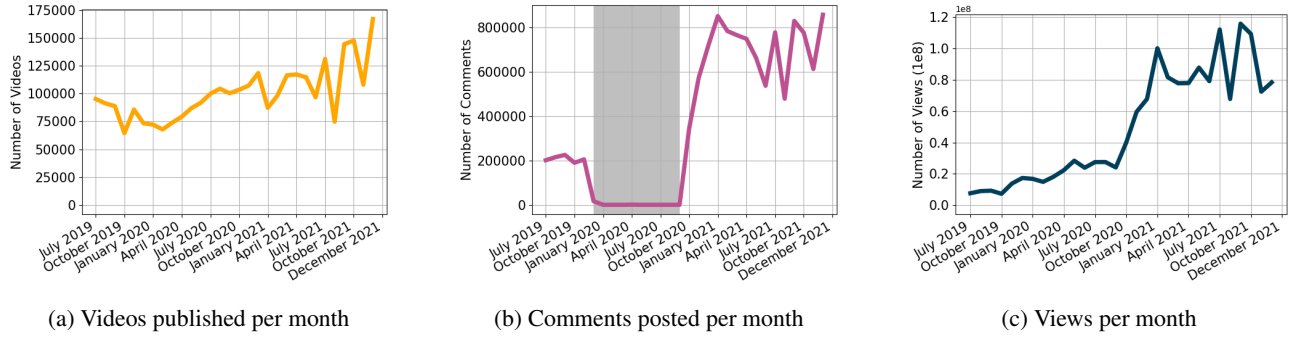 175000
150000
125000
100000
75000
50000
25000
0
Number of Videos
July 2019
October 2019
January 2020
April 2020
July 2020
October 2020
January 2021
April 2021
July 2021
October 2021
December 2021
(a) Videos published per month
800000
600000
400000
200000
0
Number of Comments
July 2019
October 2019
January 2020
April 2020
July 2020
October 2020
January 2021
April 2021
July 2021
October 2021
December 2021
(b) Comments posted per month
1e8
1.2
1.0
0.8
0.6
0.4
0.2
0.0
Number of Views (1e8)
July 2019
October 2019
January 2020
April 2020
July 2020
October 2020
January 2021
April 2021
July 2021
October 2021
December 2021
(c) Views per month